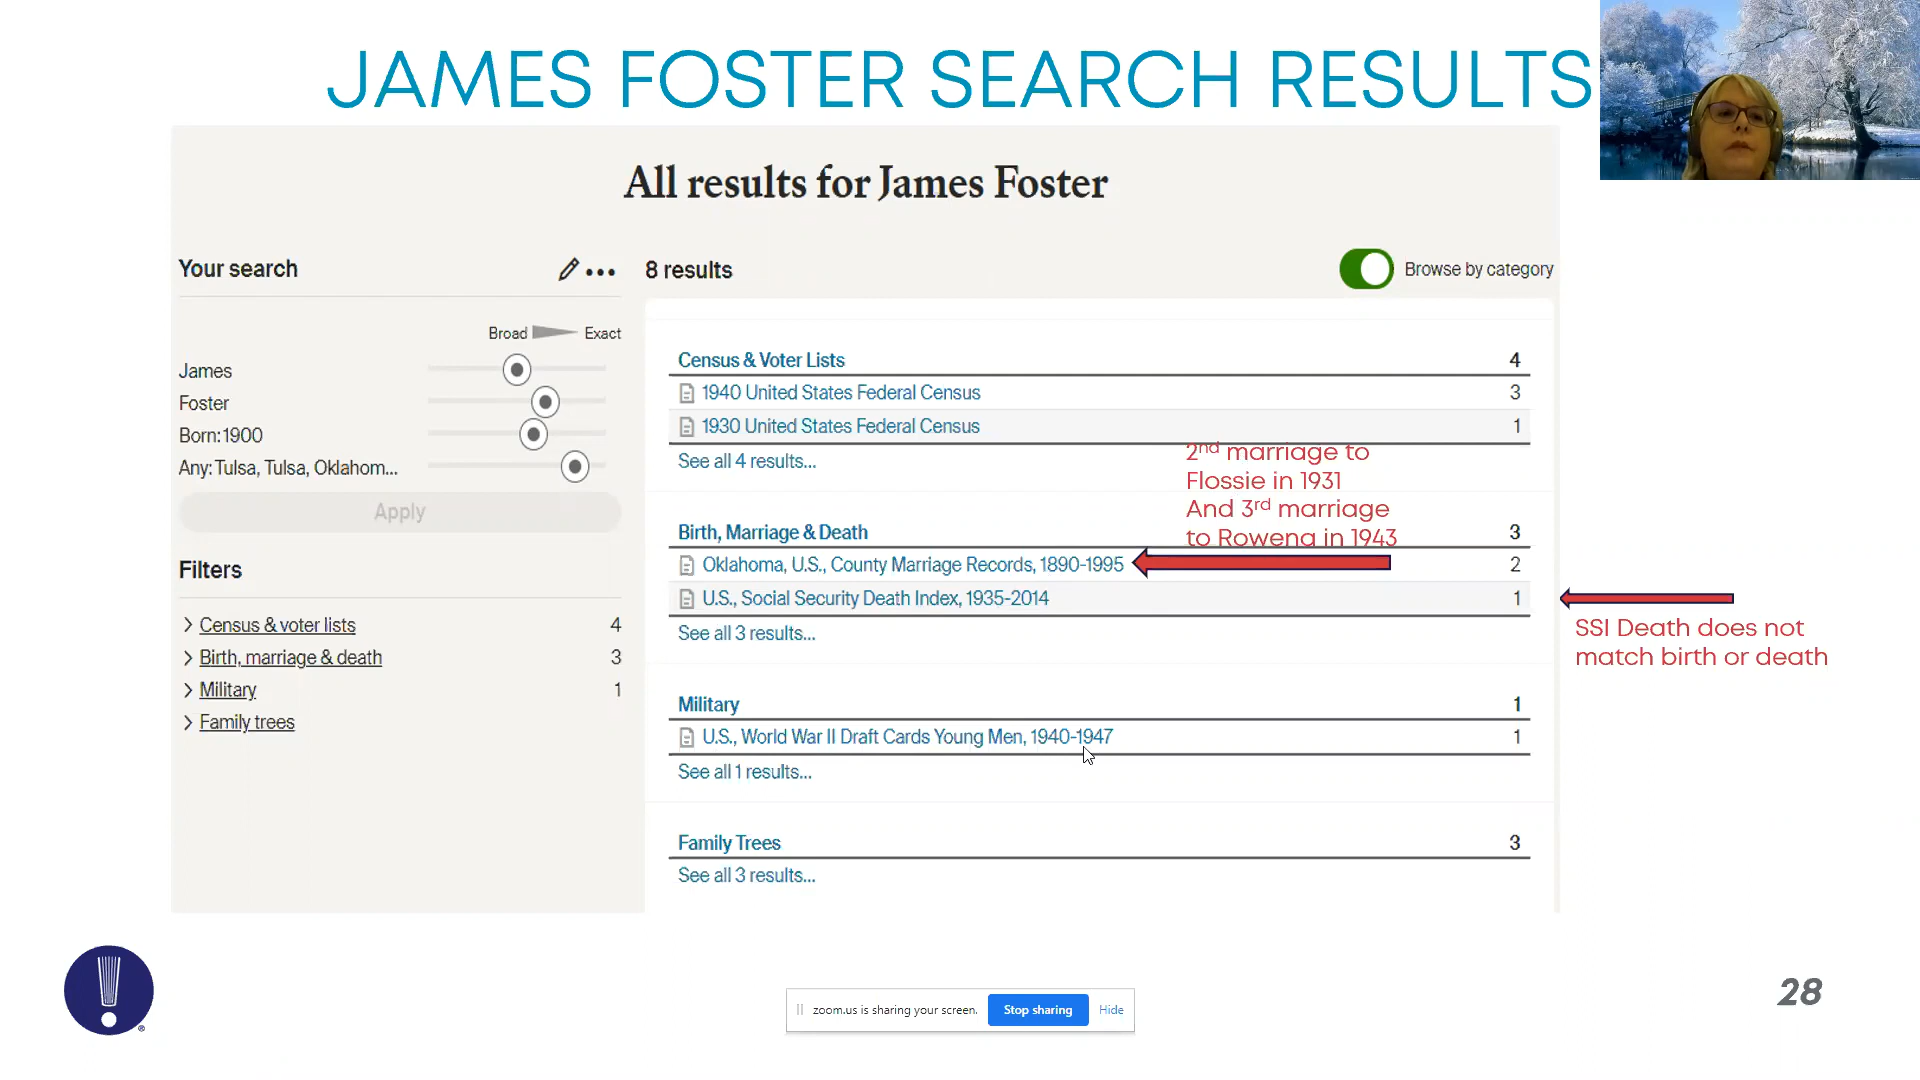 JAMES FOSTER SEARCH RESULTS
All results for James Foster
Your search
8 results
Browse by category
Broad Exact
James
Foster
Born: 1900
Any: Tulsa, Tulsa, Oklahom...
Apply
Filters
Census & voter lists 4
Birth, marriage & death 3
Military 1
Family trees
Census & Voter Lists 4
1940 United States Federal Census 3
1930 United States Federal Census 1
See all 4 results...
2nd marriage to
Flossie in 1931
And 3rd marriage
to Rowena in 1943
Birth, Marriage & Death 3
Oklahoma, U.S., County Marriage Records, 1890-1995 2
U.S., Social Security Death Index, 1935-2014 1
See all 3 results...
SSI Death does not
match birth or death
Military 1
U.S., World War II Draft Cards Young Men, 1940-1947 1
See all 1 results...
Family Trees 3
See all 3 results...
zoom.us is sharing your screen. Stop sharing Hide
28